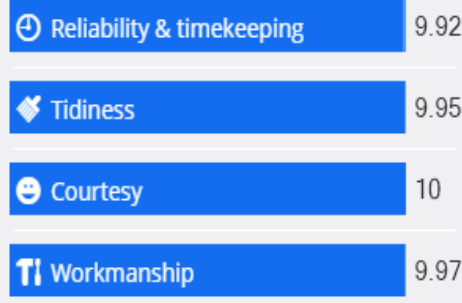 Reliability & timekeeping 9.92
Tidiness 9.95
Courtesy 10
Workmanship 9.97